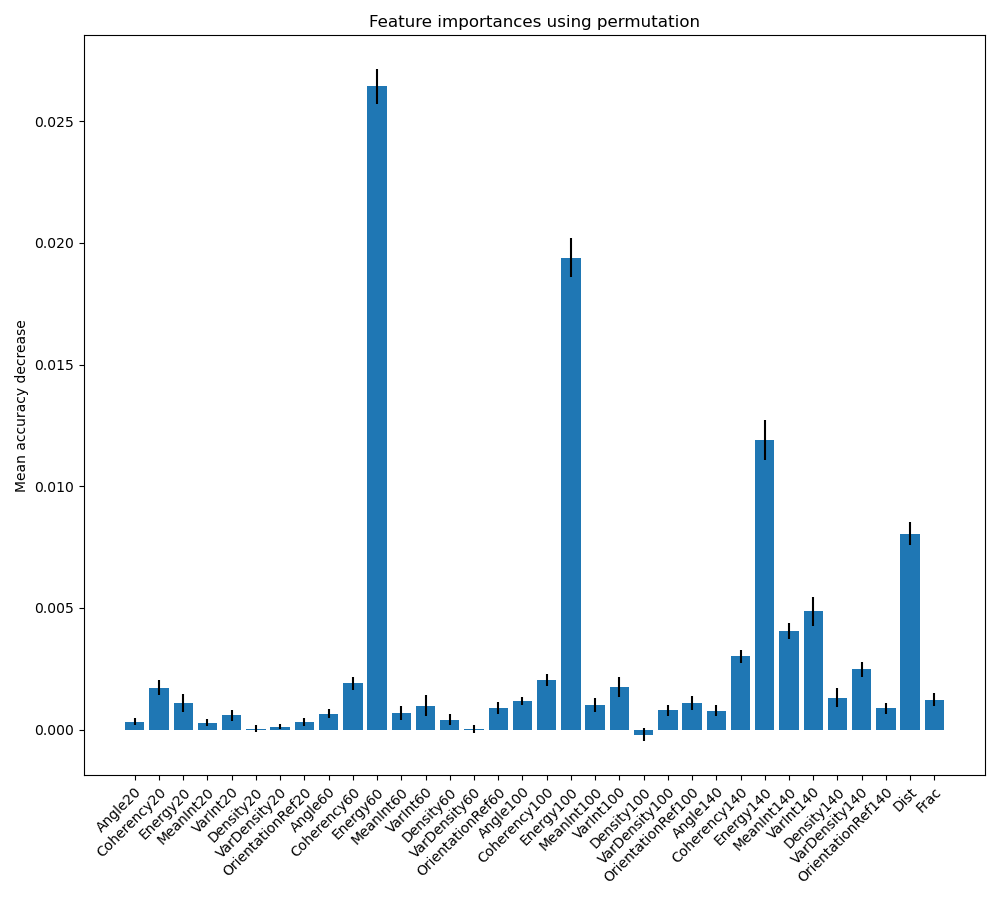 Feature importances using permutation
Mean accuracy decrease
0.025
0.020
0.015
0.010
0.005
0.000
Angle20
Coherency20
Energy20
MeanInt20
VarInt20
Density20
VarDensity20
OrientationRef20
Angle60
Coherency60
Energy60
MeanInt60
VarInt60
Density60
VarDensity60
OrientationRef60
Angle100
Coherency100
Energy100
MeanInt100
VarInt100
Density100
VarDensity100
OrientationRef100
Angle140
Coherency140
Energy140
MeanInt140
VarInt140
Density140
VarDensity140
OrientationRef140
Dist
Frac